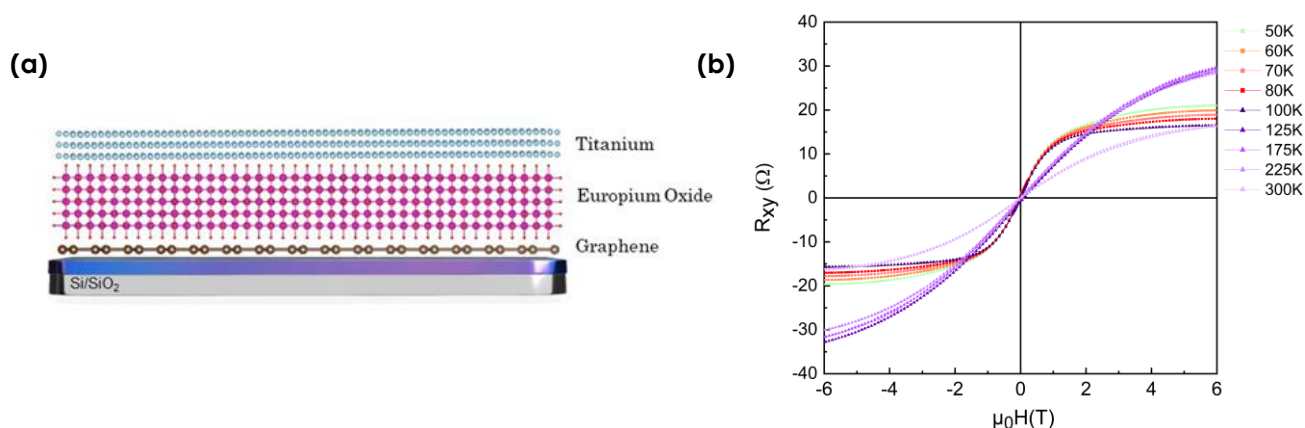 (a)
Titanium
Europium Oxide
Graphene
Si/SiO₂
(b)
Rxy (Ω)
40
30
20
10
0
-10
-20
-30
-40
-6
-4
-2
0
2
4
6
μ₀H(T)
50K
60K
70K
80K
100K
125K
175K
225K
300K